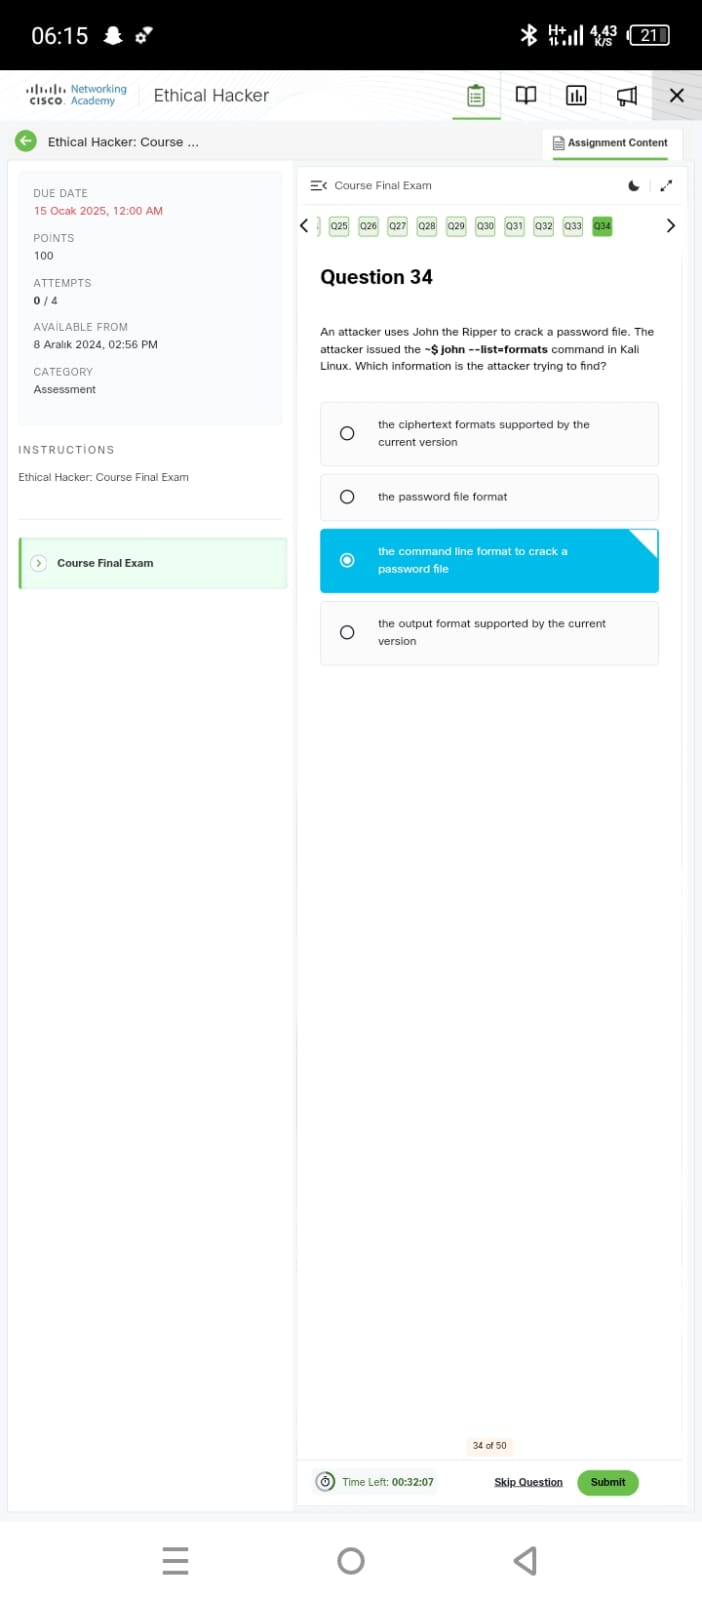 06:15
H+
4,43
K/S
21
Networking
CISCO. Academy
Ethical Hacker
Ethical Hacker: Course ...
Assignment Content
DUE DATE
15 Ocak 2025, 12:00 AM
POİNTS
100
ATTEMPTS
0 / 4
AVAİLABLE FROM
8 Aralık 2024, 02:56 PM
CATEGORY
Assessment
INSTRUCTİONS
Ethical Hacker: Course Final Exam
Course Final Exam
Course Final Exam
Q25 Q26 Q27 Q28 Q29 Q30 Q31 Q32 Q33 Q34
Question 34
An attacker uses John the Ripper to crack a password file. The
attacker issued the ~$ john --list=formats command in Kali
Linux. Which information is the attacker trying to find?
the ciphertext formats supported by the
current version
the password file format
the command line format to crack a
password file
the output format supported by the current
version
34 of 50
Time Left: 00:32:07
Skip Question
Submit